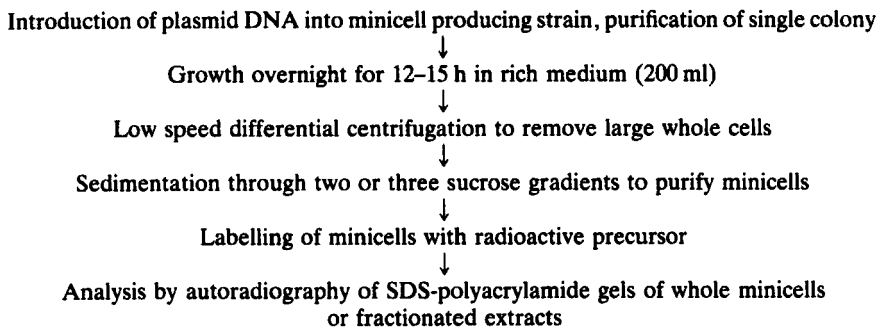 Introduction of plasmid DNA into minicell producing strain, purification of single colony
↓
Growth overnight for 12–15 h in rich medium (200 ml)
↓
Low speed differential centrifugation to remove large whole cells
↓
Sedimentation through two or three sucrose gradients to purify minicells
↓
Labelling of minicells with radioactive precursor
↓
Analysis by autoradiography of SDS-polyacrylamide gels of whole minicells
or fractionated extracts